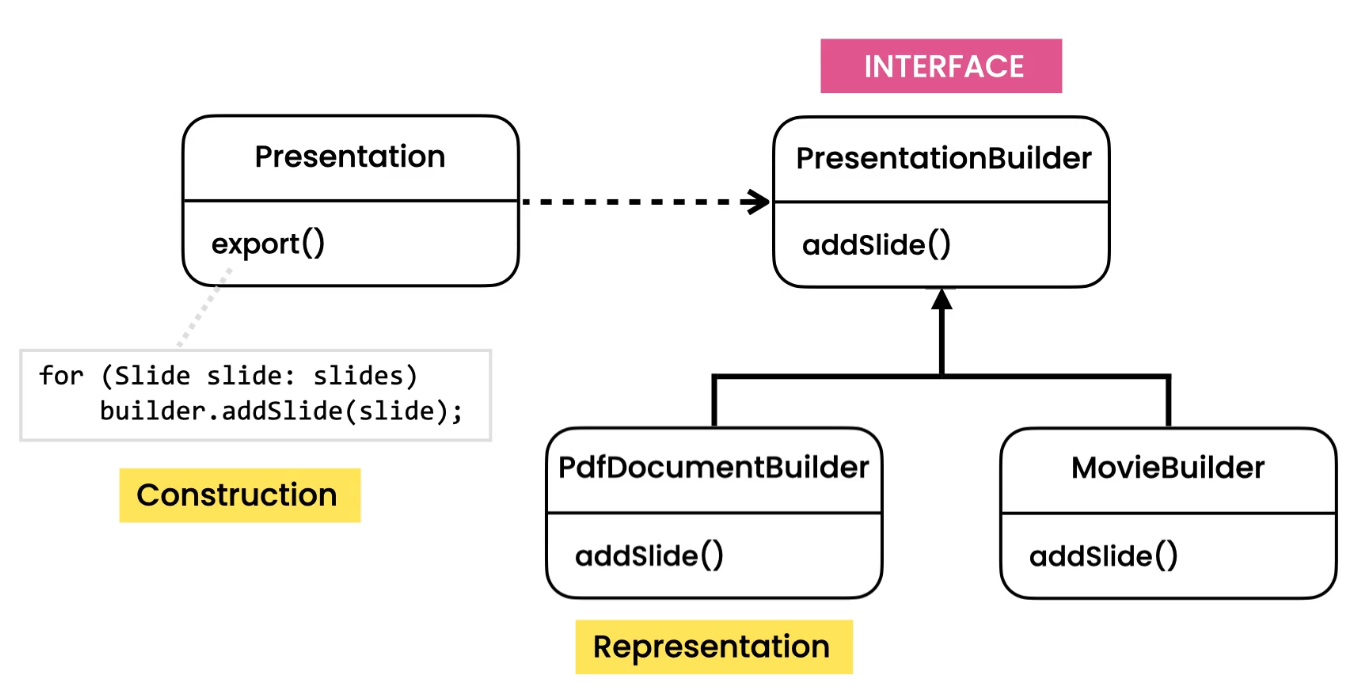 INTERFACE
Presentation
export()
PresentationBuilder
addSlide()
for (Slide slide: slides)
    builder.addSlide(slide);
Construction
PdfDocumentBuilder
addSlide()
MovieBuilder
addSlide()
Representation